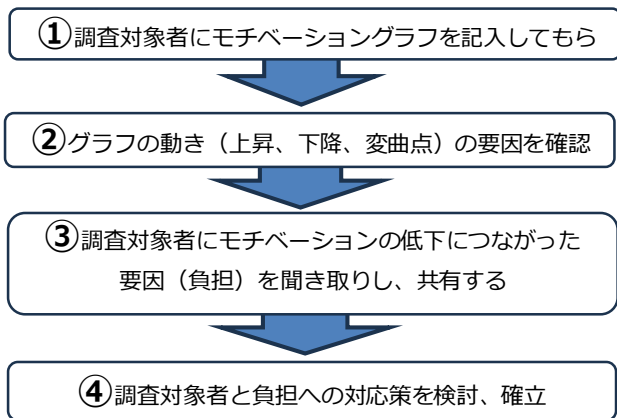 ①調査対象者にモチベーショングラフを記入してもら
②グラフの動き（上昇、下降、変曲点）の要因を確認
③調査対象者にモチベーションの低下につながった
要因（負担）を聞き取りし、共有する
④調査対象者と負担への対応策を検討、確立